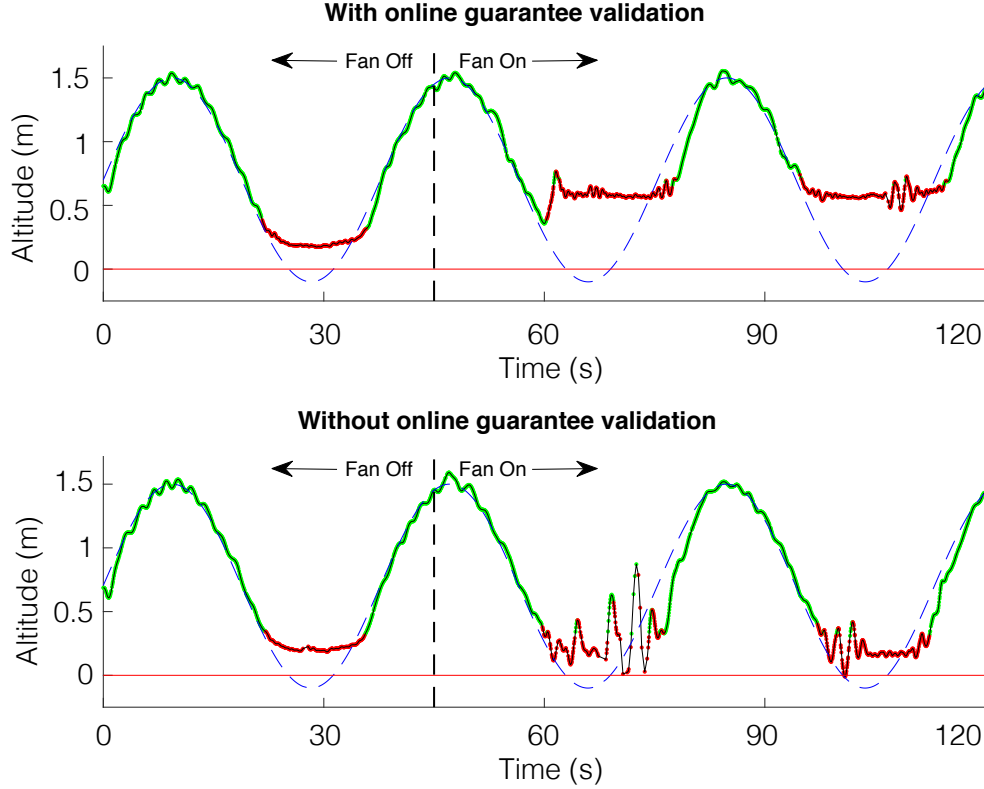 With online guarantee validation
Fan Off Fan On
1.5
1
0.5
0
Altitude (m)
0 30 60 90 120
Time (s)
Without online guarantee validation
Fan Off Fan On
1.5
1
0.5
0
Altitude (m)
0 30 60 90 120
Time (s)